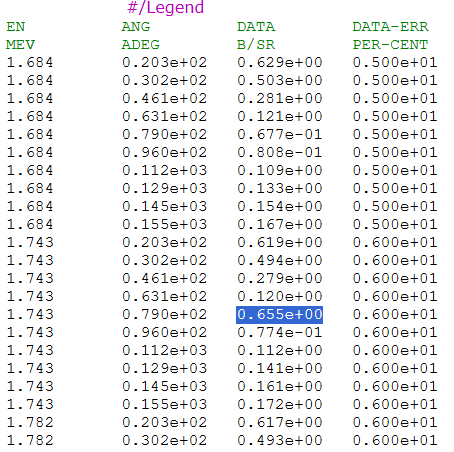 #/Legend
EN ANG DATA DATA-ERR
MEV ADEG B/SR PER-CENT
1.684 0.203e+02 0.629e+00 0.500e+01
1.684 0.302e+02 0.503e+00 0.500e+01
1.684 0.461e+02 0.281e+00 0.500e+01
1.684 0.631e+02 0.121e+00 0.500e+01
1.684 0.790e+02 0.677e-01 0.500e+01
1.684 0.960e+02 0.808e-01 0.500e+01
1.684 0.112e+03 0.109e+00 0.500e+01
1.684 0.129e+03 0.133e+00 0.500e+01
1.684 0.145e+03 0.154e+00 0.500e+01
1.684 0.155e+03 0.167e+00 0.500e+01
1.743 0.203e+02 0.619e+00 0.600e+01
1.743 0.302e+02 0.494e+00 0.600e+01
1.743 0.461e+02 0.279e+00 0.600e+01
1.743 0.631e+02 0.120e+00 0.600e+01
1.743 0.790e+02 0.655e+00 0.600e+01
1.743 0.960e+02 0.774e-01 0.600e+01
1.743 0.112e+03 0.112e+00 0.600e+01
1.743 0.129e+03 0.141e+00 0.600e+01
1.743 0.145e+03 0.161e+00 0.600e+01
1.743 0.155e+03 0.172e+00 0.600e+01
1.782 0.203e+02 0.617e+00 0.600e+01
1.782 0.302e+02 0.493e+00 0.600e+01